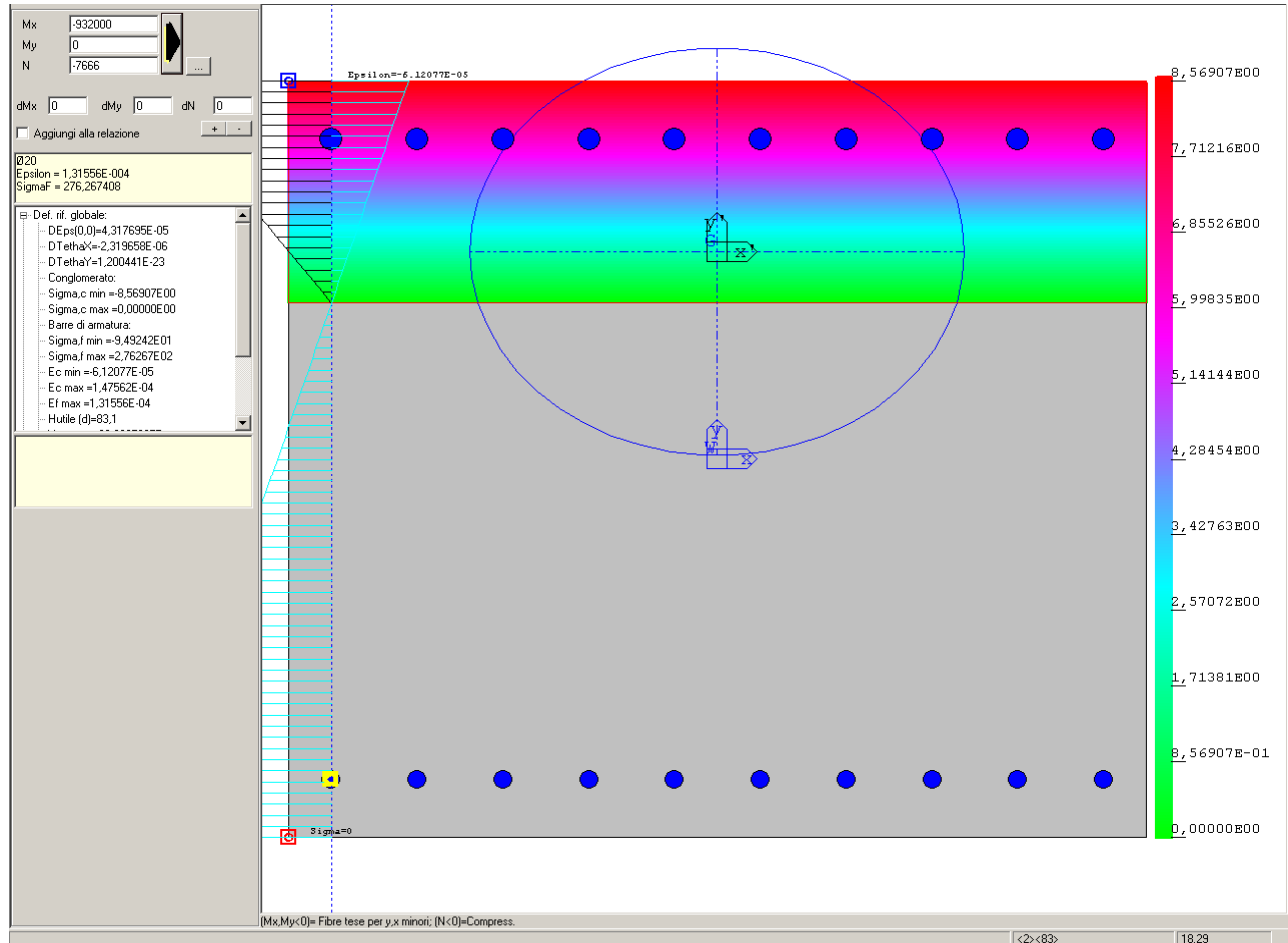 Mx -932000
My 0
N -7666
...
dMx 0 dMy 0 dN 0
Aggiungi alla relazione + -
Ø20
Epsilon = 1,31556E-004
SigmaF = 276,267408
Def. rif. globale:
DEps(0,0)=4,317695E-05
DTethaX=-2,319658E-06
DTethaY=1,200441E-23
Conglomerato:
Sigma,c min =-8,56907E00
Sigma,c max =0,00000E00
Barre di armatura:
Sigma,f min =-9,49242E01
Sigma,f max =2,76267E02
Ec min =-6,12077E-05
Ec max =1,47562E-04
Ef max =1,31556E-04
Hutile (d)=83,1
Epsilon=-6,12077E-05
y
G
x
y
x
Sigma=0
8,56907E00
7,71216E00
6,85526E00
5,99835E00
5,14144E00
4,28454E00
3,42763E00
2,57072E00
1,71381E00
8,56907E-01
0,00000E00
(Mx,My<0)= Fibre tese per y,x minori; (N<0)=Compress.
<2><83> 18.29